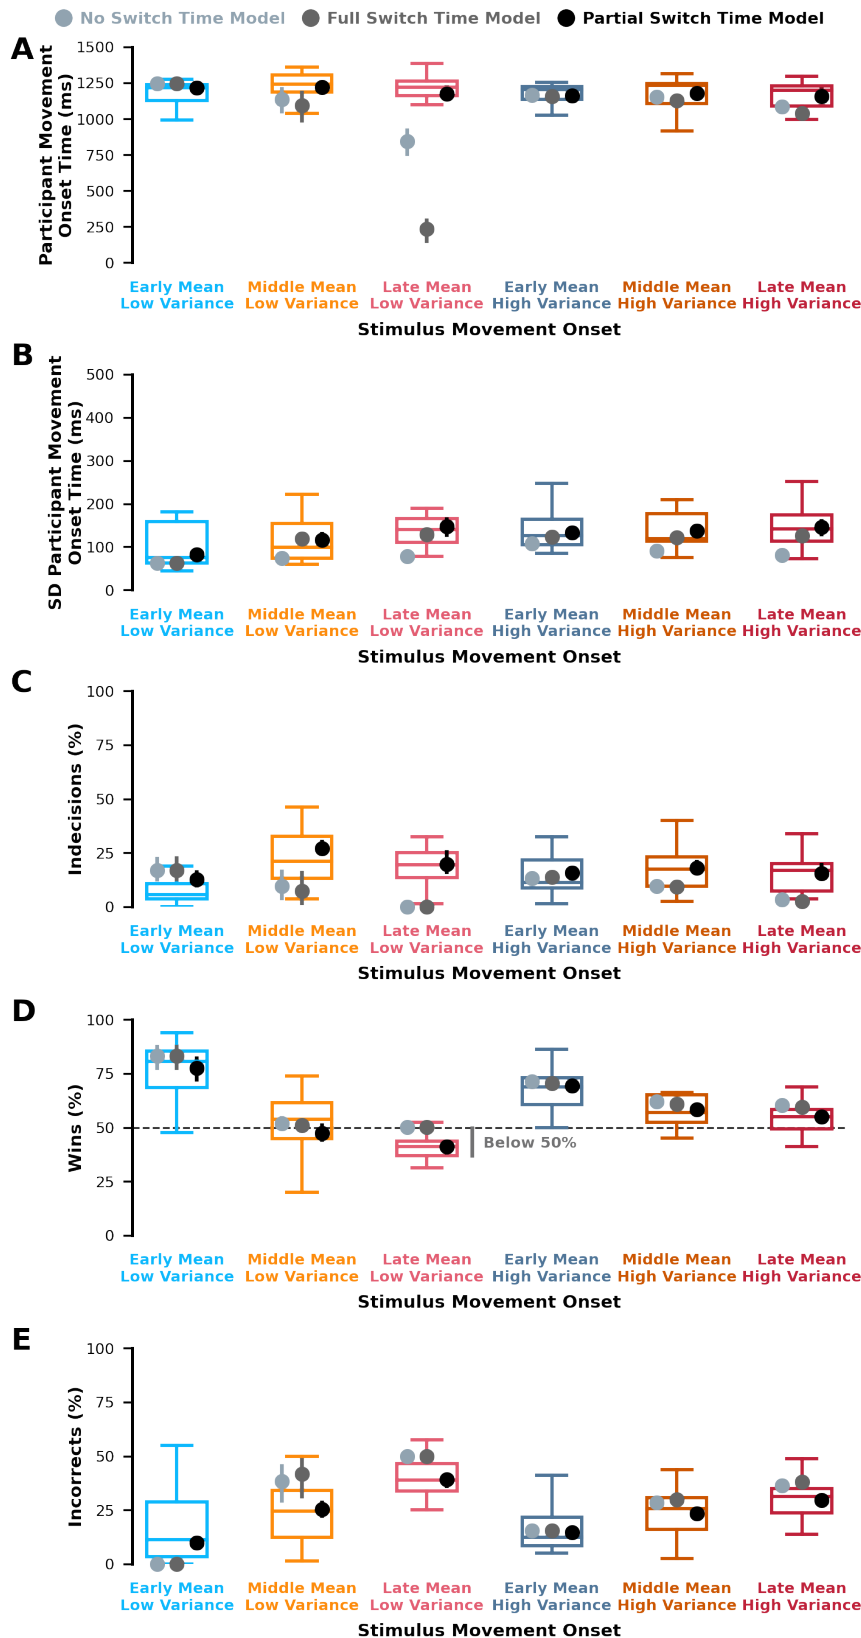 No Switch Time Model Full Switch Time Model Partial Switch Time Model
A
Participant Movement
Onset Time (ms)
1500
1250
1000
750
500
250
0
Early Mean Middle Mean Late Mean Early Mean Middle Mean Late Mean
Low Variance Low Variance Low Variance High Variance High Variance High Variance
Stimulus Movement Onset
B
SD Participant Movement
Onset Time (ms)
500
400
300
200
100
0
Early Mean Middle Mean Late Mean Early Mean Middle Mean Late Mean
Low Variance Low Variance Low Variance High Variance High Variance High Variance
Stimulus Movement Onset
C
Indecisions (%)
100
75
50
25
0
Early Mean Middle Mean Late Mean Early Mean Middle Mean Late Mean
Low Variance Low Variance Low Variance High Variance High Variance High Variance
Stimulus Movement Onset
D
Wins (%)
100
75
50
25
0
Below 50%
Early Mean Middle Mean Late Mean Early Mean Middle Mean Late Mean
Low Variance Low Variance Low Variance High Variance High Variance High Variance
Stimulus Movement Onset
E
Incorrects (%)
100
75
50
25
0
Early Mean Middle Mean Late Mean Early Mean Middle Mean Late Mean
Low Variance Low Variance Low Variance High Variance High Variance High Variance
Stimulus Movement Onset